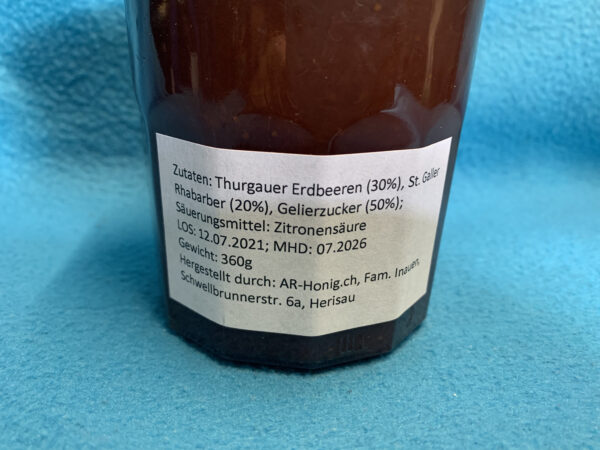 Zutaten: Thurgauer Erdbeeren (30%), St. Galler
Rhabarber (20%), Gelierzucker (50%);
Säuerungsmittel: Zitronensäure
LOS: 12.07.2021; MHD: 07.2026
Gewicht: 360g
Hergestellt durch: AR-Honig.ch, Fam. Inauen,
Schwellbrunnerstr. 6a, Herisau